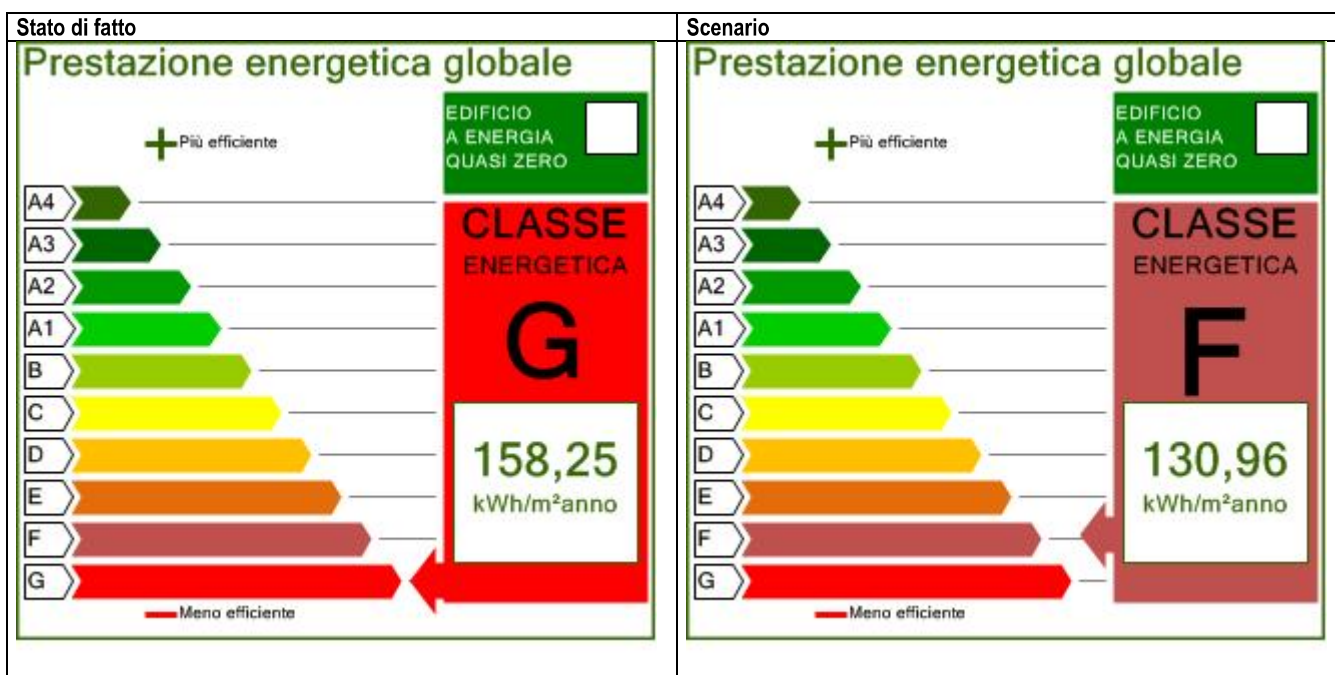 Stato di fatto
Prestazione energetica globale
EDIFICIO
A ENERGIA
QUASI ZERO
Più efficiente
A4
A3
A2
A1
B
C
D
E
F
G
Meno efficiente
CLASSE
ENERGETICA
G
158,25
kWh/m²anno
Scenario
Prestazione energetica globale
EDIFICIO
A ENERGIA
QUASI ZERO
Più efficiente
A4
A3
A2
A1
B
C
D
E
F
G
Meno efficiente
CLASSE
ENERGETICA
F
130,96
kWh/m²anno